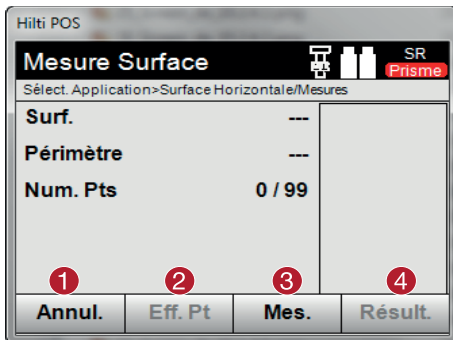 Hilti POS
Mesure Surface
SR
Prisme
Sélect. Application>Surface Horizontale/Mesures
Surf. ---
Périmètre ---
Num. Pts 0 / 99
1 2 3 4
Annul. Eff. Pt Mes. Résult.